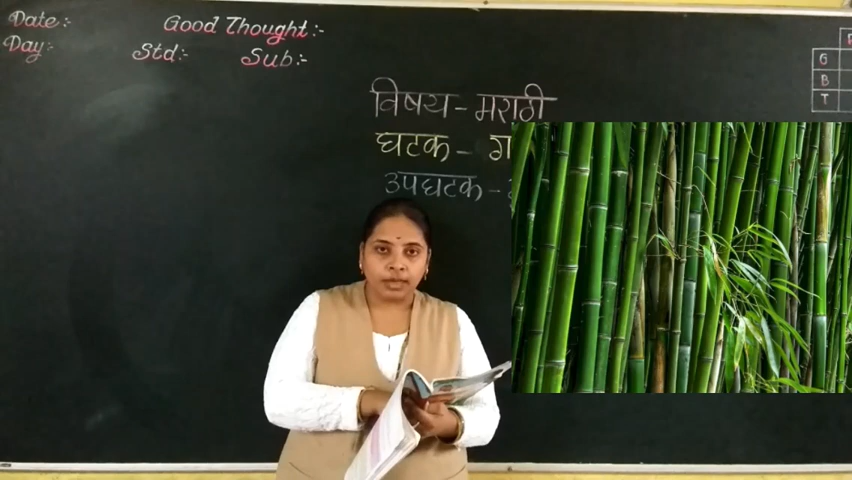 Date:-
Good Thought:-
Day:-
Std:-
Sub:-
G
B
T
विषय - मराठी
घटक -
उपघटक -